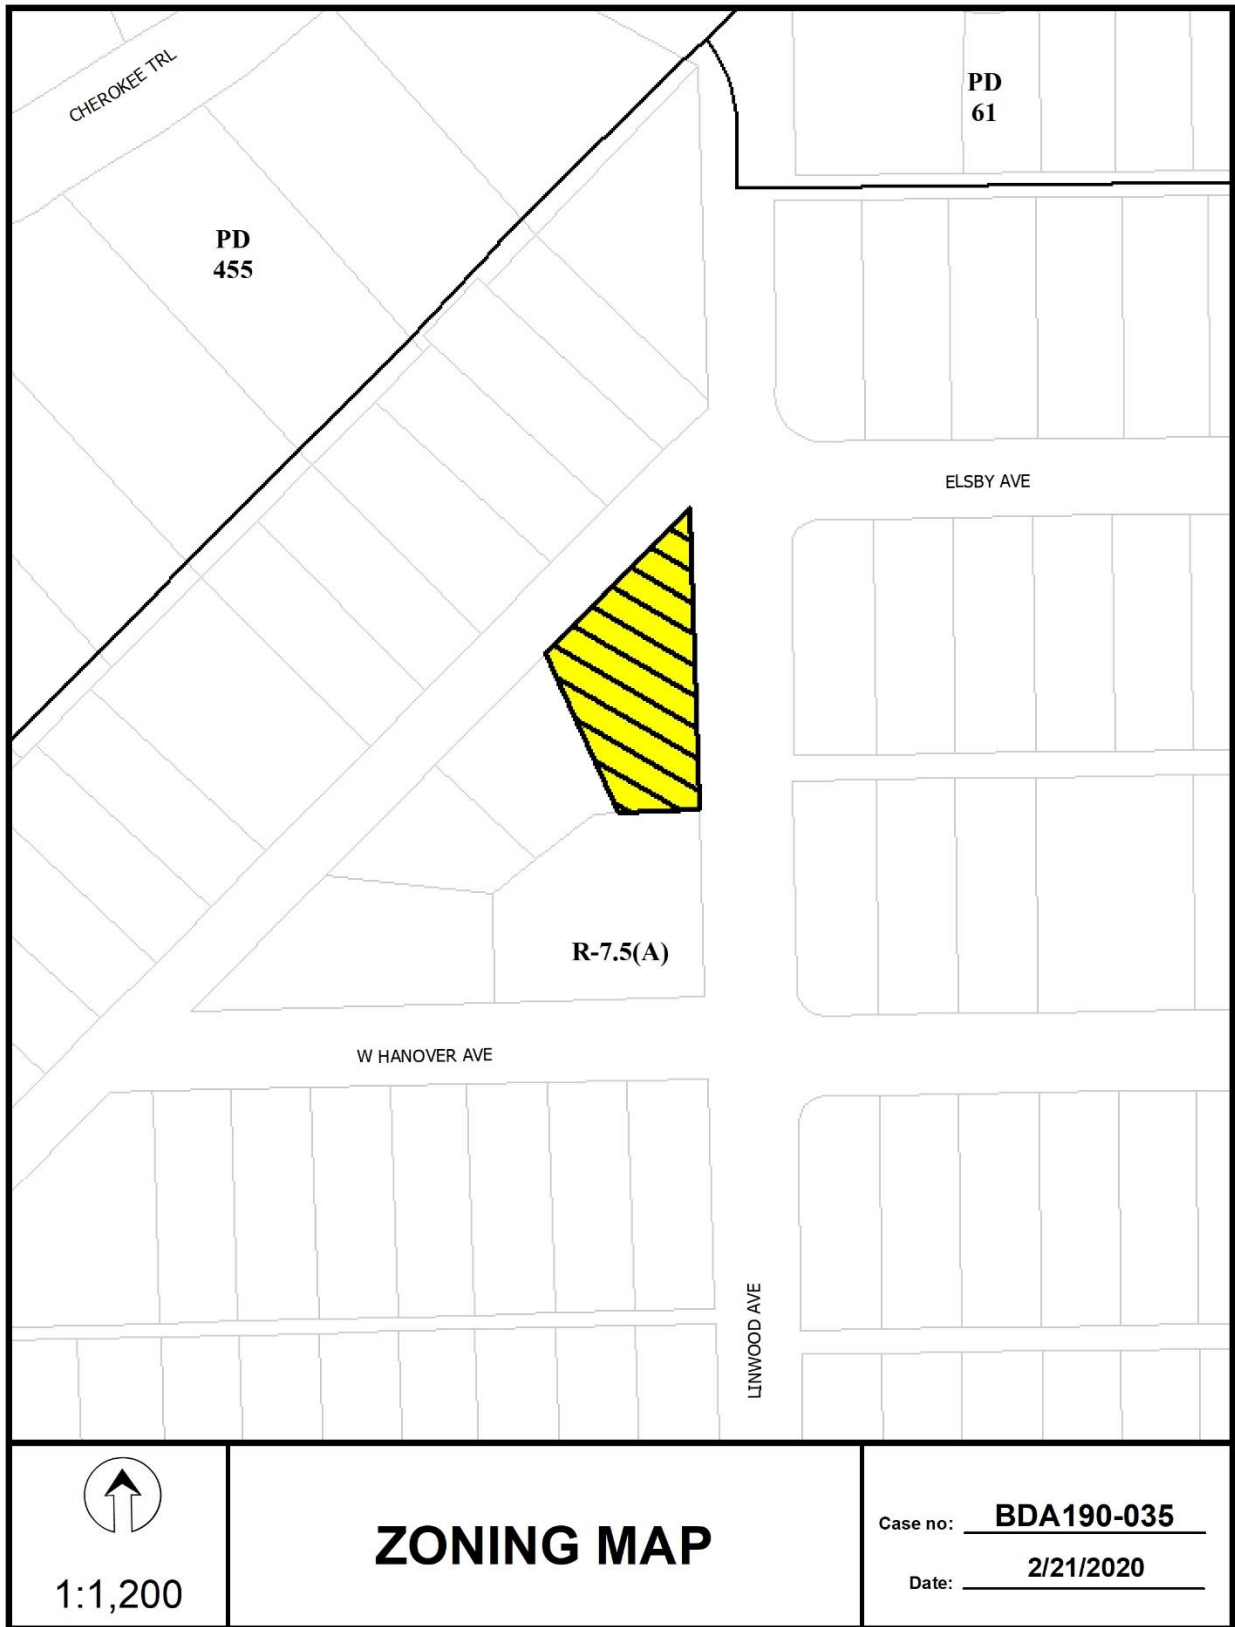 CHEROKEE TRL
PD
61
PD
455
ELSBY AVE
R-7.5(A)
W HANOVER AVE
LINWOOD AVE
1:1,200
ZONING MAP
Case no: BDA190-035
Date: 2/21/2020